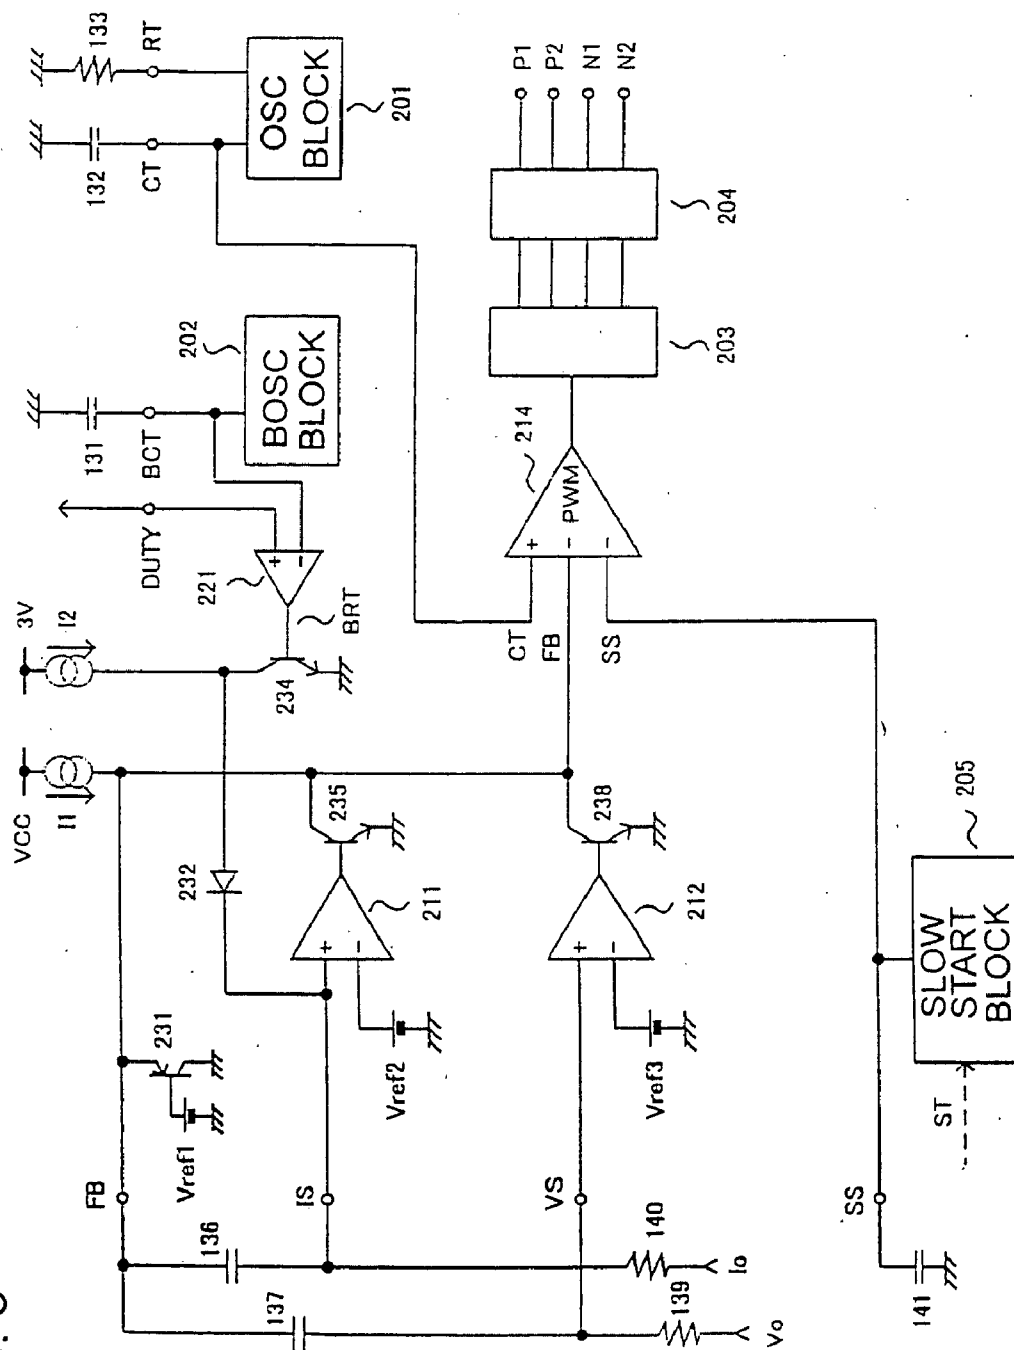 133
RT
132
CT
OSC
BLOCK
201
P1
P2
N1
N2
204
203
202
BOSC
BLOCK
131
BCT
DUTY
221
+
−
BRT
214
PWM
+
−
−
CT
FB
SS
3V
I2
234
VCC
I1
232
235
+
−
211
238
+
−
212
231
Vref1
Vref2
Vref3
205
SLOW
START
BLOCK
ST
FB
IS
VS
SS
136
137
140
139
Io
Vo
141